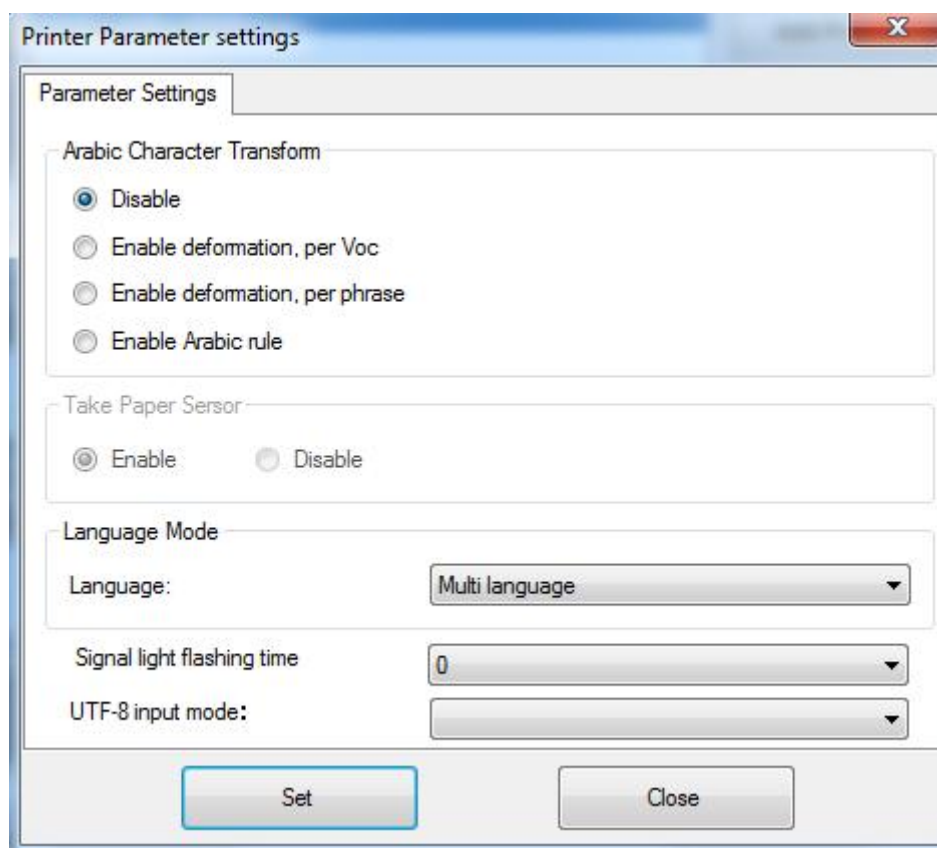 Printer Parameter settings
Parameter Settings
Arabic Character Transform
Disable
Enable deformation, per Voc
Enable deformation, per phrase
Enable Arabic rule
Take Paper Sersor
Enable Disable
Language Mode
Language: Multi language
Signal light flashing time 0
UTF-8 input mode:
Set Close